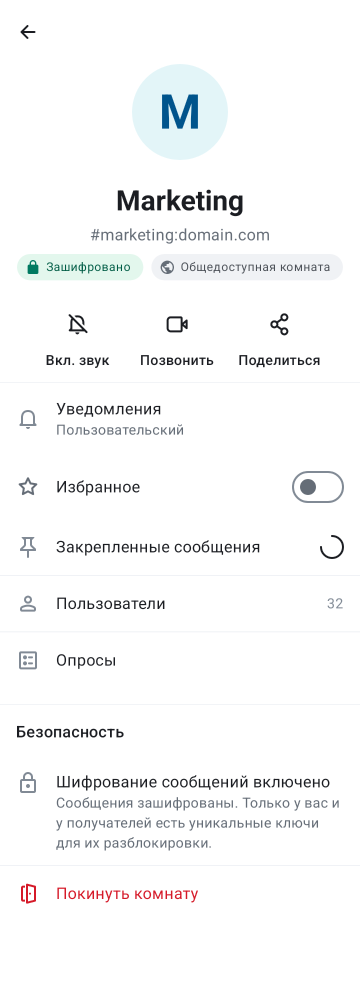 M
Marketing
#marketing:domain.com
Зашифровано
Общедоступная комната
Вкл. звук
Позвонить
Поделиться
Уведомления
Пользовательский
Избранное
Закрепленные сообщения
Пользователи
32
Опросы
Безопасность
Шифрование сообщений включено
Сообщения зашифрованы. Только у вас и
у получателей есть уникальные ключи
для их разблокировки.
Покинуть комнату